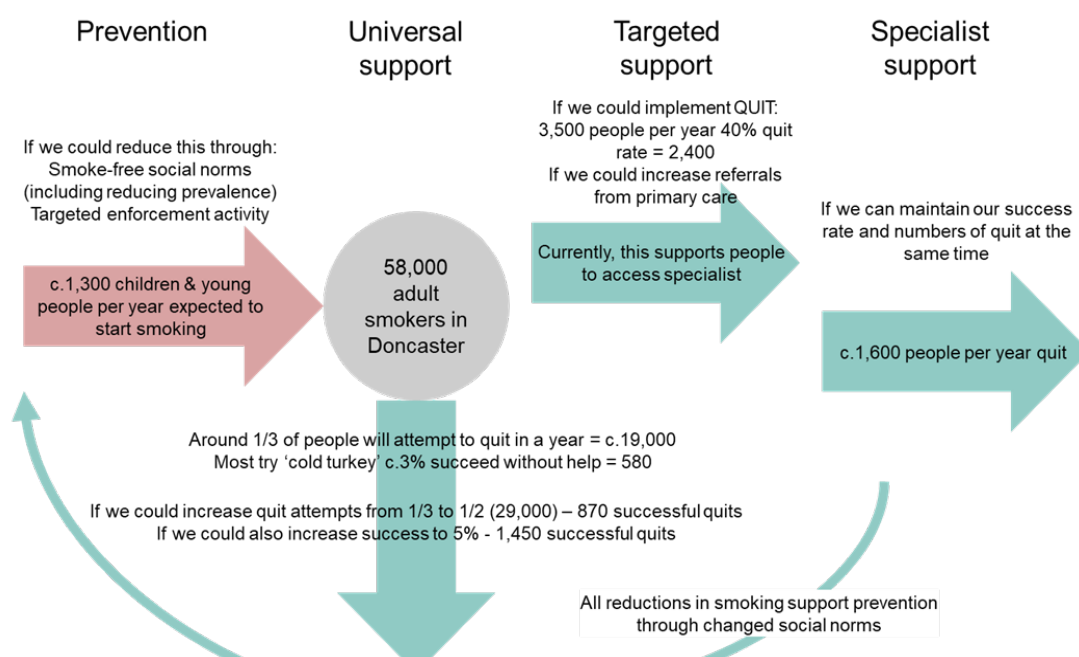 Prevention
Universal
support
Targeted
support
Specialist
support
If we could reduce this through:
Smoke-free social norms
(including reducing prevalence)
Targeted enforcement activity
c.1,300 children & young
people per year expected to
start smoking
58,000
adult
smokers in
Doncaster
If we could implement QUIT:
3,500 people per year 40% quit
rate = 2,400
If we could increase referrals
from primary care
Currently, this supports people
to access specialist
If we can maintain our success
rate and numbers of quit at the
same time
c.1,600 people per year quit
Around 1/3 of people will attempt to quit in a year = c.19,000
Most try ‘cold turkey’ c.3% succeed without help = 580
If we could increase quit attempts from 1/3 to 1/2 (29,000) – 870 successful quits
If we could also increase success to 5% - 1,450 successful quits
All reductions in smoking support prevention
through changed social norms